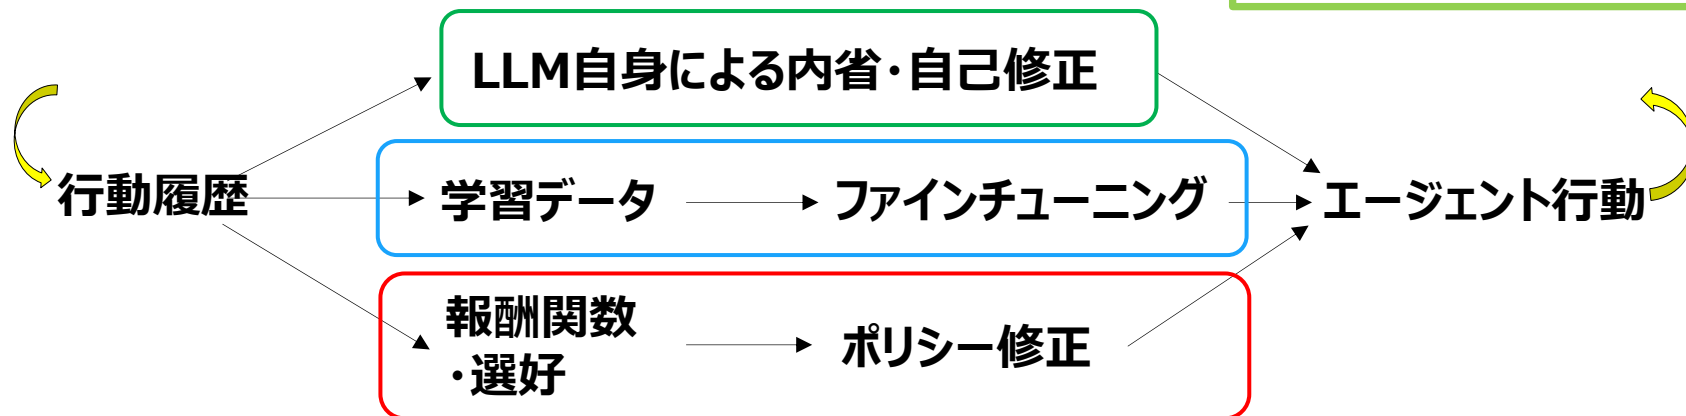 LLM自身による内省・自己修正
行動履歴
学習データ
ファインチューニング
エージェント行動
報酬関数
・選好
ポリシー修正